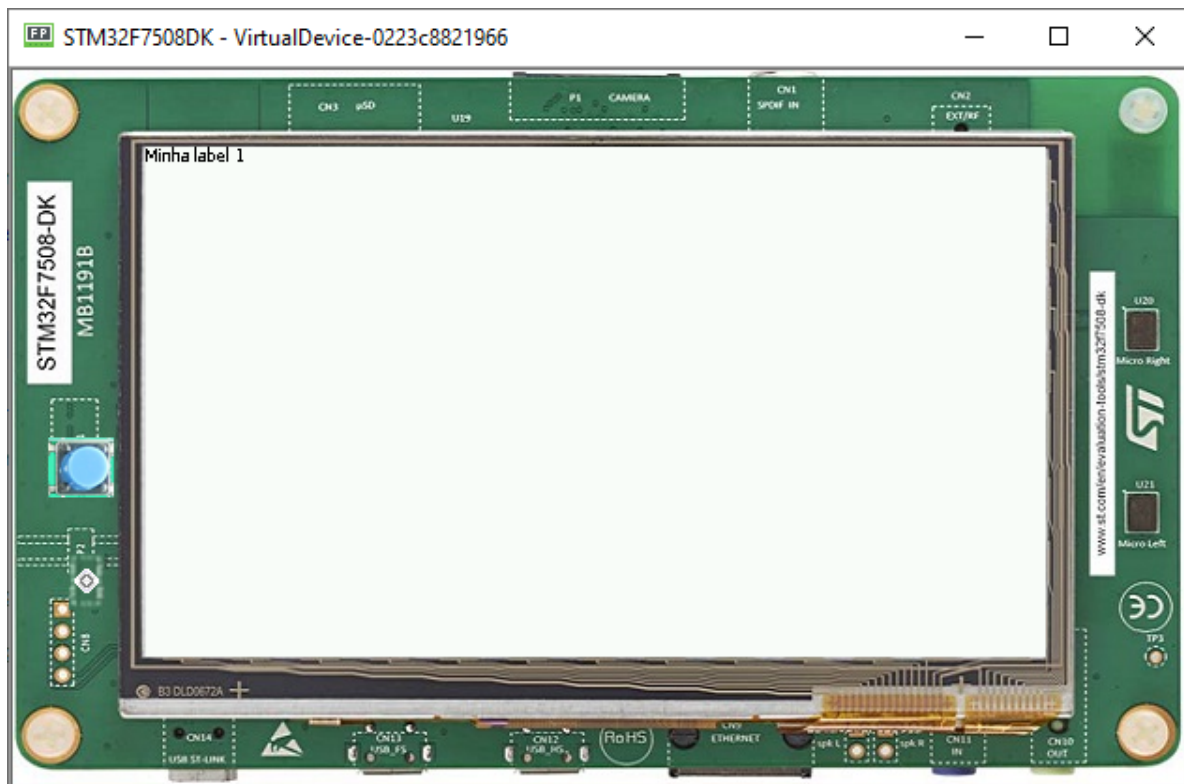 FP STM32F7508DK - VirtualDevice-0223c8821966
CN3 µSD
U19
P1 CAMERA
CN1
SPDIF IN
CN2
EXT/RF
Minha label 1
STM32F7508-DK
MB1191B
P2
CN8
U20
Micro Right
www.st.com/en/evaluation-tools/stm32f7508-dk
U21
Micro Left
CE
TP3
B3 DLD0672A
CN14
USB ST-LINK
CN13
USB_FS
CN12
USB_HS
RoHS
CN9
ETHERNET
spk L
spk R
CN11
IN
CN10
OUT